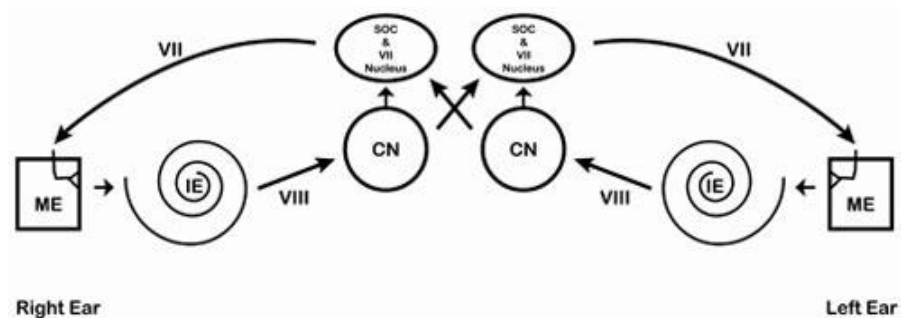 SOC
&
VII
Nucleus
SOC
&
VII
Nucleus
VII
VII
CN
CN
IE
IE
ME
VIII
VIII
ME
Right Ear
Left Ear